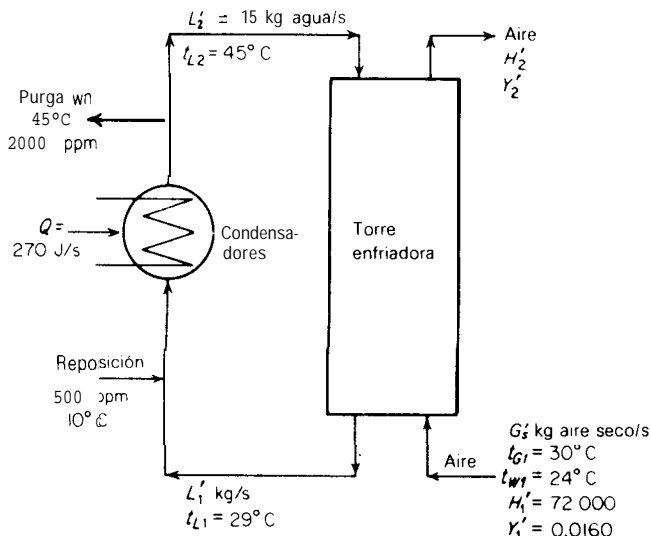 L₂′ = 15 kg agua/s
t_L2 = 45°C
Aire
H₂′
Y₂′
Purga wn
45°C
2000 ppm
Q =
270 J/s
Condensa-
dores
Torre
enfriadora
Reposición
500 ppm
10°C
L₁′ kg/s
t_L1 = 29°C
Aire
G_s′ kg aire seco/s
t_G1 = 30°C
t_W1 = 24°C
H₁′ = 72 000
Y₁′ = 0.0160